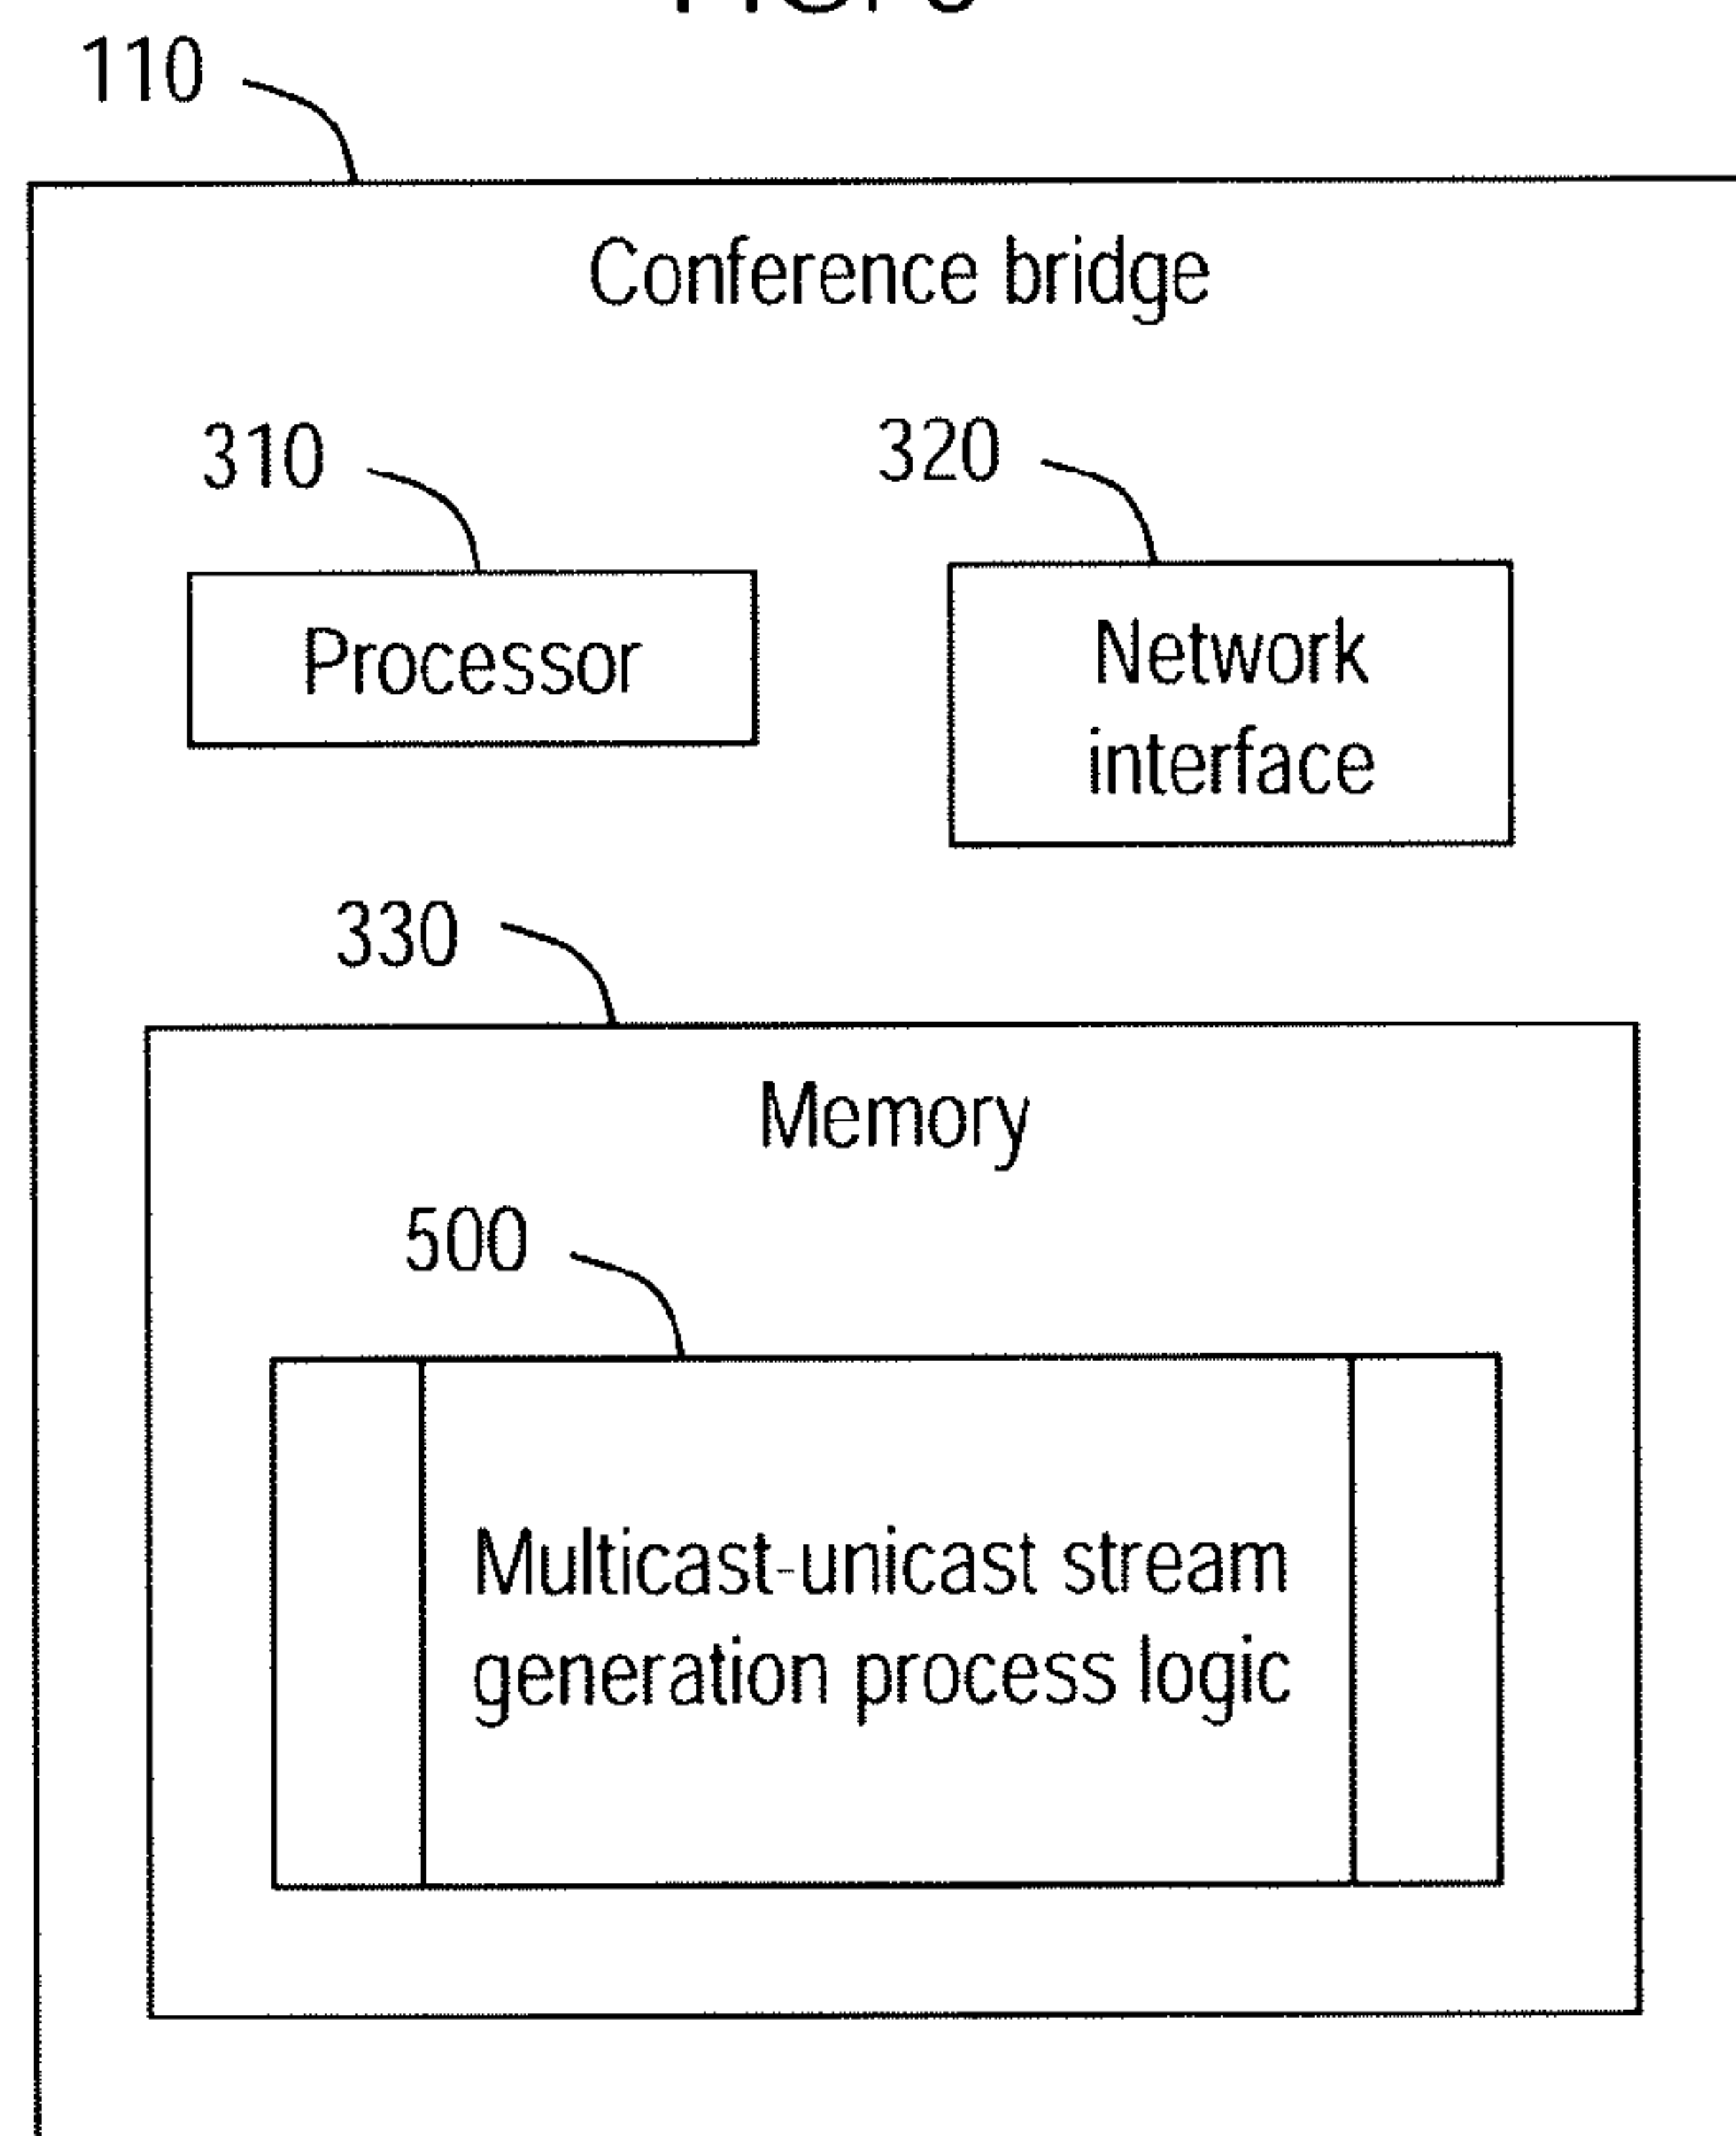 110
Conference bridge
310
320
Processor
Network
interface
330
Memory
500
Multicast-unicast stream
generation process logic